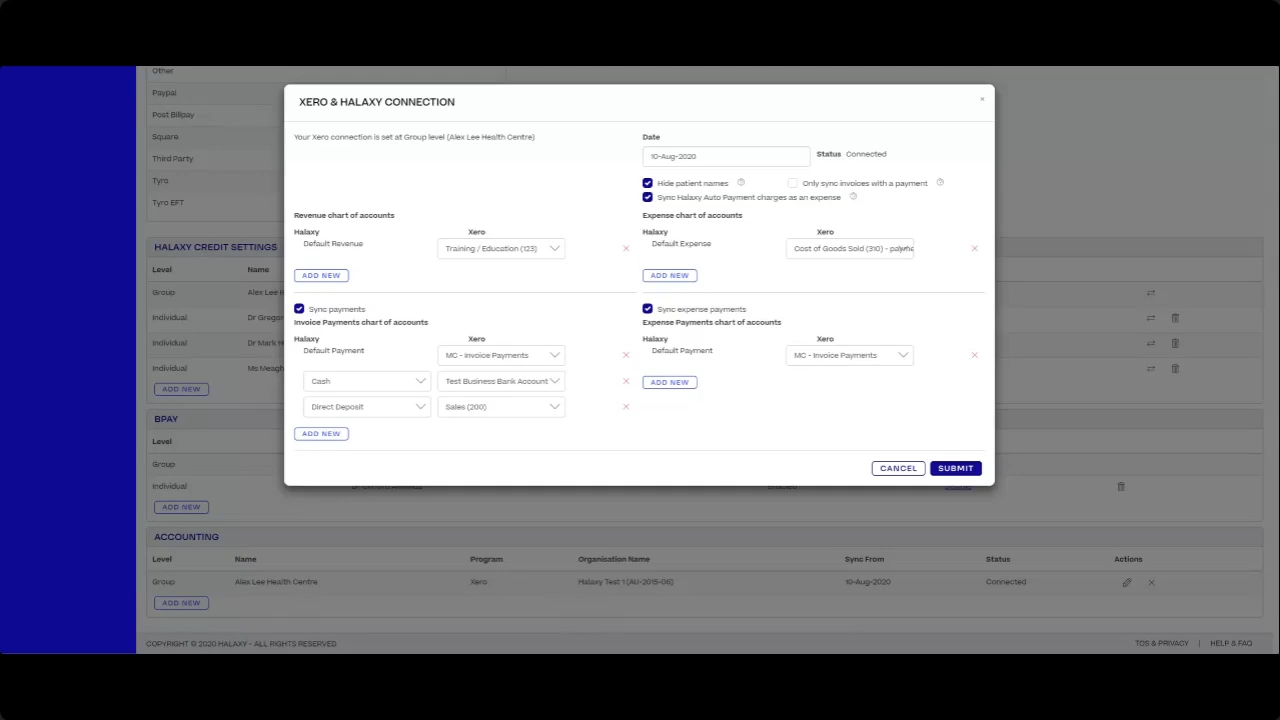 Other
Paypal
Post Billpay
Square
Third Party
Tyro
Tyro EFT
HALAXY CREDIT SETTINGS
Level Name
Group Alex Lee H
Individual Dr Gregor
Individual Dr Mark H
Individual Ms Meagh
ADD NEW
BPAY
Level
Group
Individual
ADD NEW
XERO & HALAXY CONNECTION
Your Xero connection is set at Group level (Alex Lee Health Centre)
Date
10-Aug-2020 Status Connected
Hide patient names Only sync invoices with a payment
Sync Halaxy Auto Payment charges as an expense
Revenue chart of accounts
Halaxy Xero
Default Revenue Training / Education (123)
ADD NEW
Expense chart of accounts
Halaxy Xero
Default Expense Cost of Goods Sold (310) - payme
ADD NEW
Sync payments
Invoice Payments chart of accounts
Halaxy Xero
Default Payment MC - Invoice Payments
Cash Test Business Bank Account
Direct Deposit Sales (200)
ADD NEW
Sync expense payments
Expense Payments chart of accounts
Halaxy Xero
Default Payment MC - Invoice Payments
ADD NEW
CANCEL SUBMIT
ACCOUNTING
Level Name Program Organisation Name Sync From Status Actions
Group Alex Lee Health Centre Xero Halaxy Test 1 (AU-2015-06) 10-Aug-2020 Connected
ADD NEW
COPYRIGHT © 2020 HALAXY - ALL RIGHTS RESERVED TOS & PRIVACY | HELP & FAQ